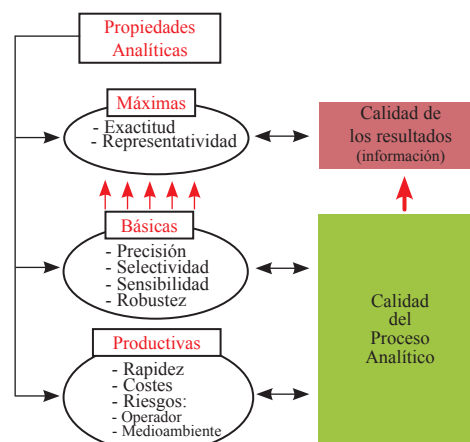 Propiedades
Analíticas
Máximas
- Exactitud
- Representatividad
Calidad de
los resultados
(información)
Básicas
- Precisión
- Selectividad
- Sensibilidad
- Robustez
Calidad
del
Proceso
Analítico
Productivas
- Rapidez
- Costes
- Riesgos:
- Operador
- Medioambiente